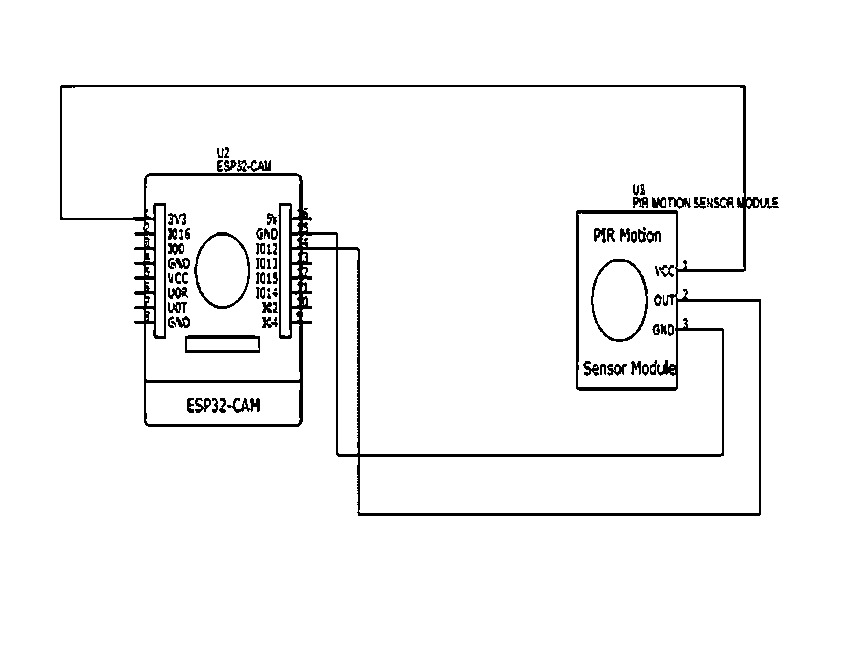 U2
ESP32-CAM
3V3
IO16
IO0
GND
VCC
UOR
UOT
GND
5V
GND
IO12
IO13
IO15
IO14
IO2
IO4
ESP32-CAM
PIR MOTION SENSOR MODULE
PIR Motion
VCC 1
OUT 2
GND 3
Sensor Module